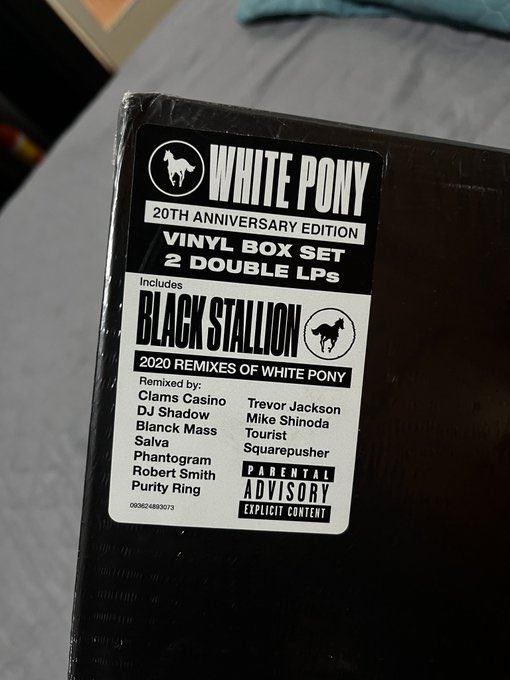 WHITE PONY
20TH ANNIVERSARY EDITION
VINYL BOX SET
2 DOUBLE LPs
Includes
BLACK STALLION
2020 REMIXES OF WHITE PONY
Remixed by:
Clams Casino
DJ Shadow
Blanck Mass
Salva
Phantogram
Robert Smith
Purity Ring
Trevor Jackson
Mike Shinoda
Tourist
Squarepusher
PARENTAL
ADVISORY
EXPLICIT CONTENT
093624893073